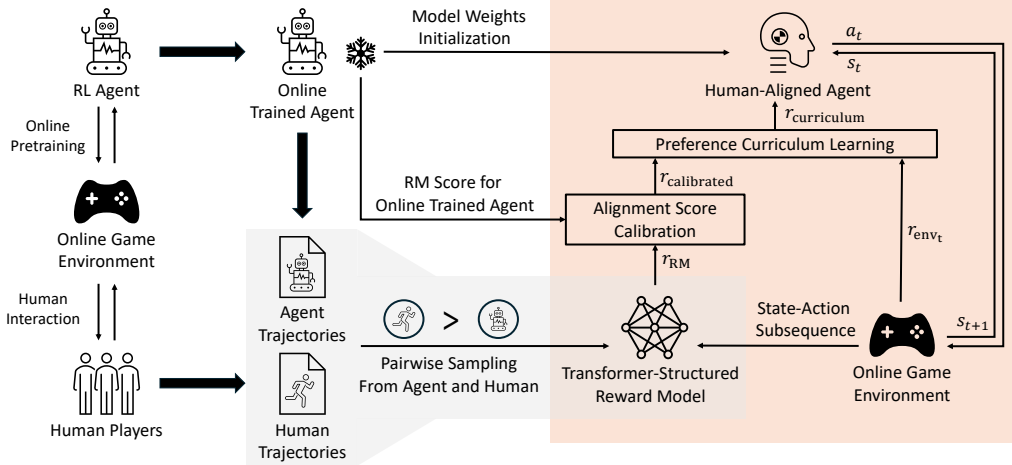 RL Agent
Online
Pretraining
Online Game
Environment
Human
Interaction
Human Players
Online
Trained Agent
Model Weights
Initialization
RM Score for
Online Trained Agent
Agent
Trajectories
Human
Trajectories
>
Pairwise Sampling
From Agent and Human
Transformer-Structured
Reward Model
r_RM
Alignment Score
Calibration
r_calibrated
Preference Curriculum Learning
r_curriculum
Human-Aligned Agent
a_t
s_t
r_env_t
State-Action
Subsequence
s_{t+1}
Online Game
Environment